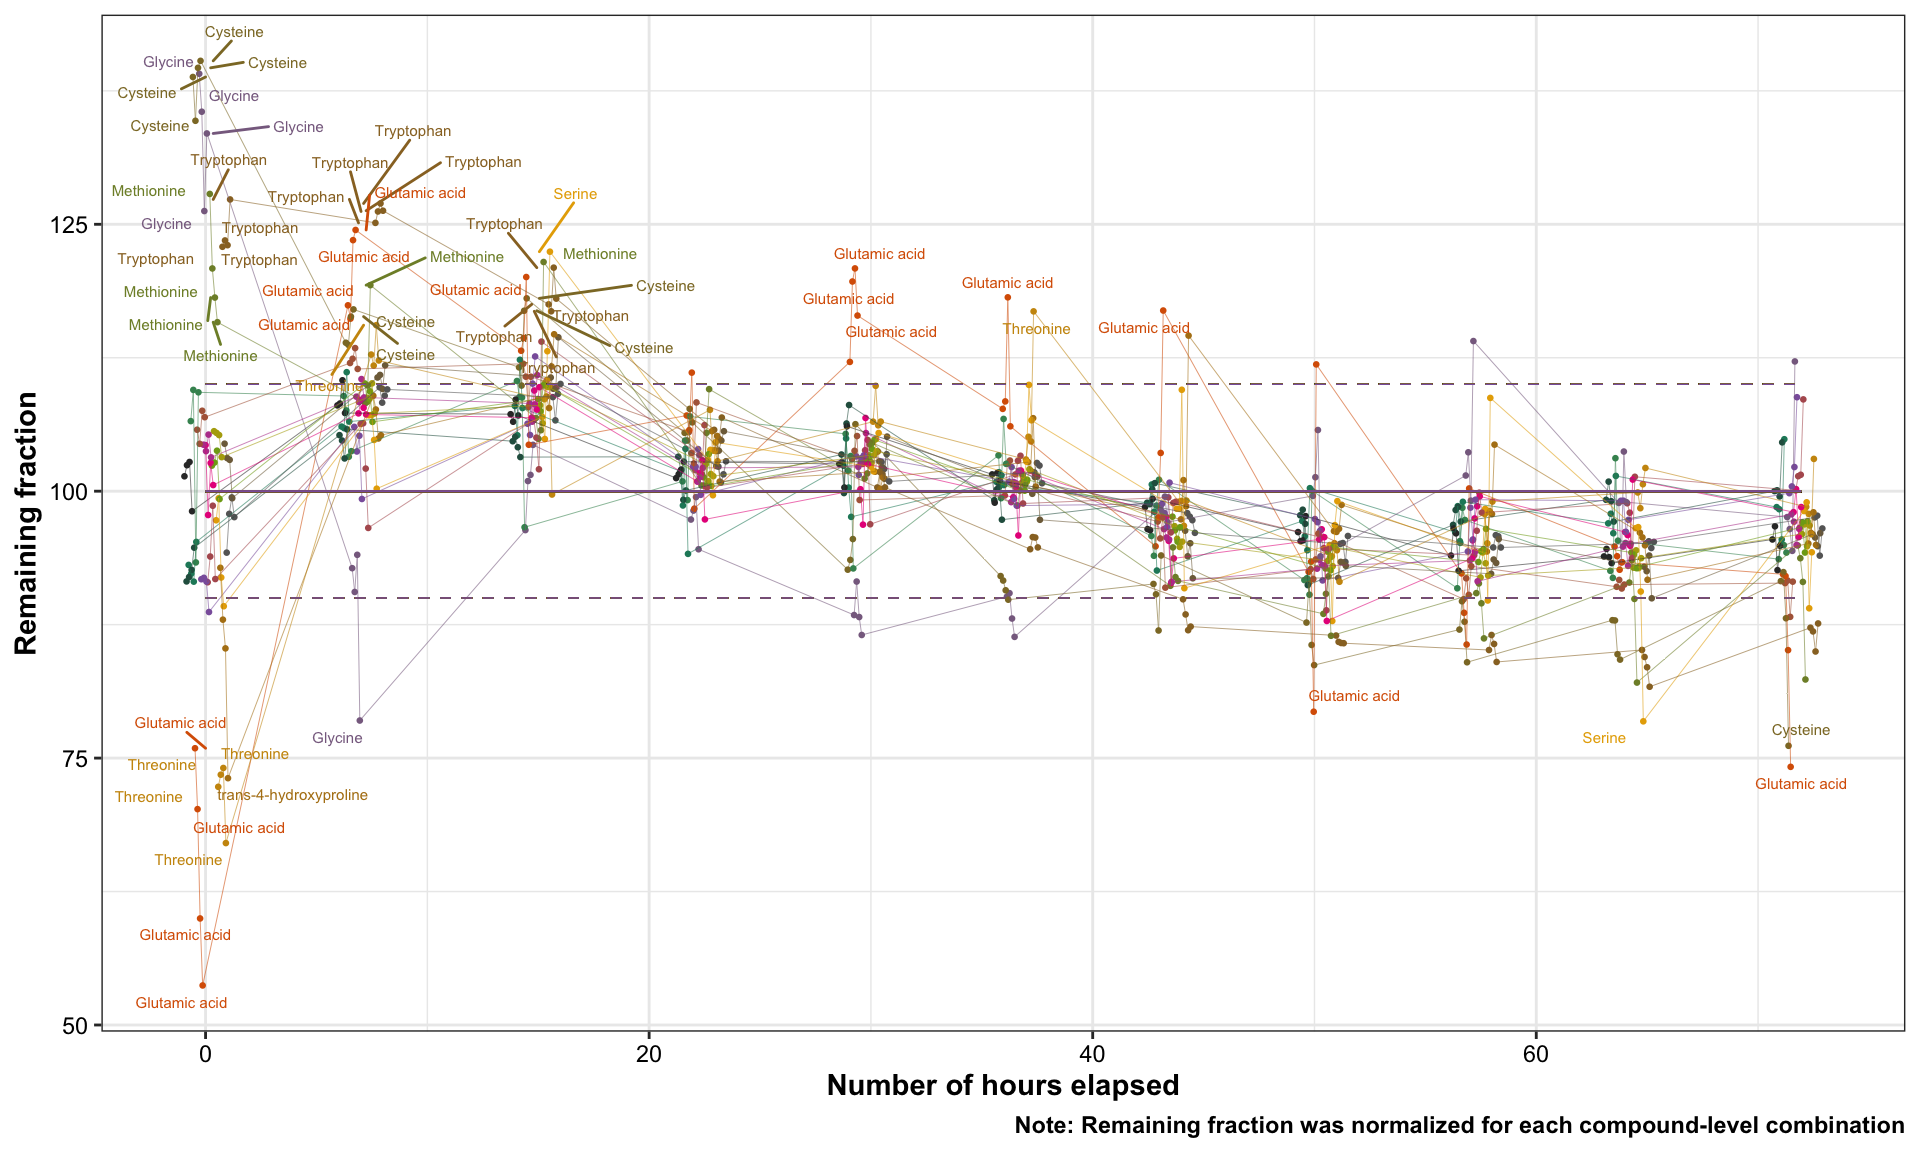 Cysteine
Glycine
Cysteine
Cysteine
Glycine
Cysteine
Glycine
Tryptophan
Tryptophan
Tryptophan
Tryptophan
Methionine
Tryptophan
Glutamic acid
Serine
Glycine
Tryptophan
Tryptophan
125
Tryptophan
Tryptophan
Glutamic acid
Methionine
Methionine
Glutamic acid
Methionine
Glutamic acid
Glutamic acid
Cysteine
Glutamic acid
Glutamic acid
Methionine
Glutamic acid
Cysteine
Tryptophan
Threonine
Glutamic acid
Glutamic acid
Tryptophan
Methionine
Cysteine
Cysteine
Tryptophan
Threonine
100
Glutamic acid
Glutamic acid
Glycine
Serine
Cysteine
Threonine
Threonine
75
Glutamic acid
Threonine
trans-4-hydroxyproline
Glutamic acid
Threonine
Glutamic acid
Glutamic acid
50
0
20
40
60
Remaining fraction
Number of hours elapsed
Note: Remaining fraction was normalized for each compound-level combination